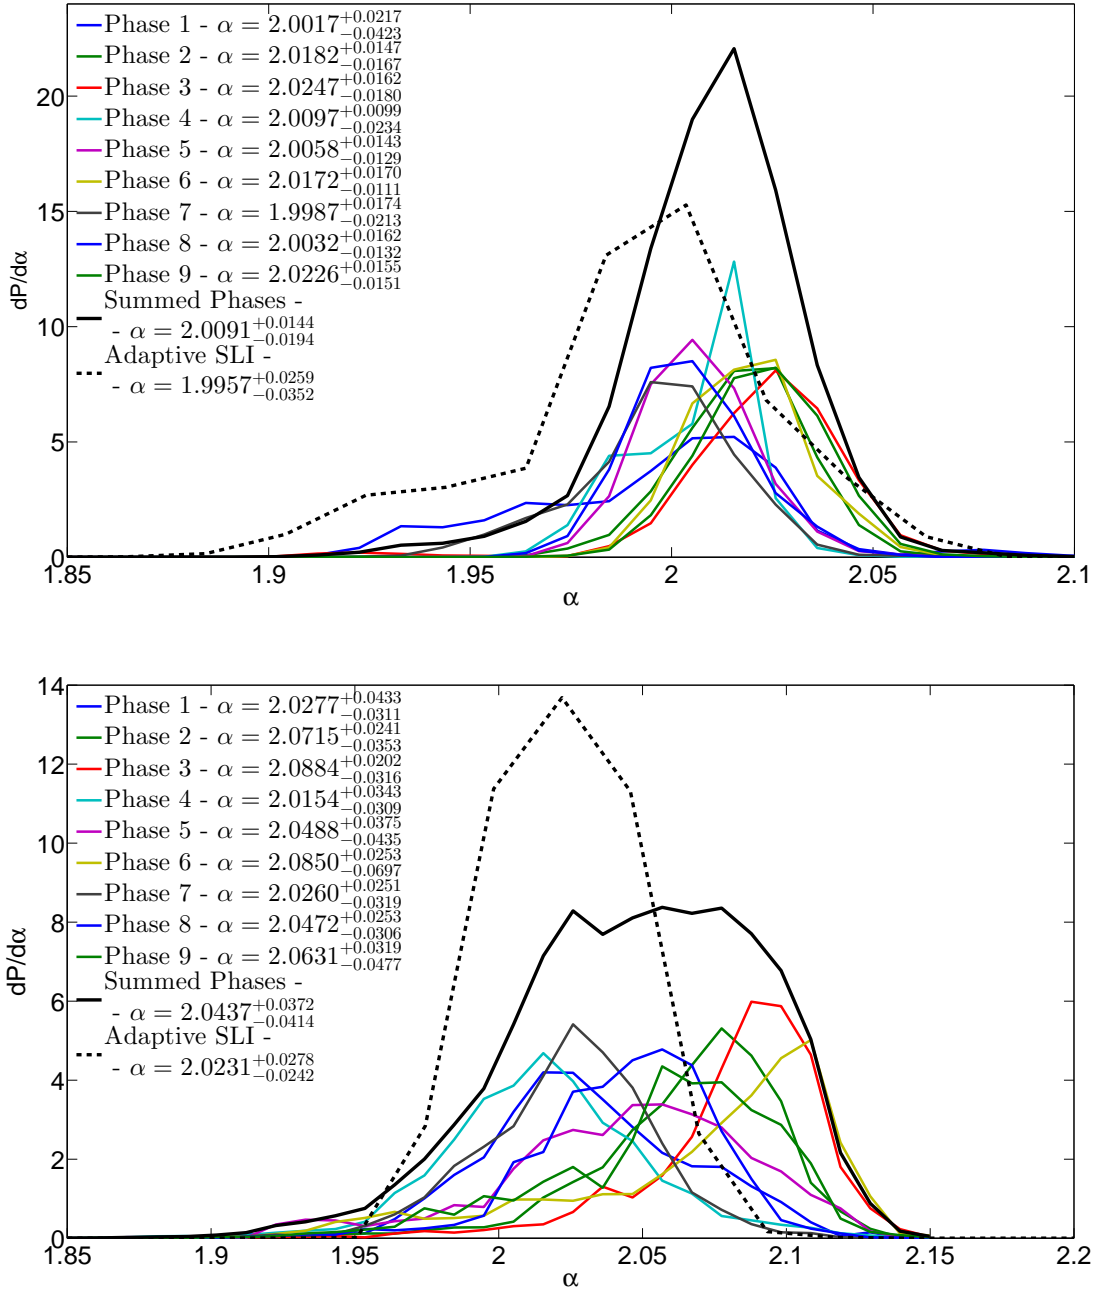 Phase 1 - α = 2.0017 +0.0217 −0.0423
Phase 2 - α = 2.0182 +0.0147 −0.0167
Phase 3 - α = 2.0247 +0.0162 −0.0180
Phase 4 - α = 2.0097 +0.0099 −0.0234
Phase 5 - α = 2.0058 +0.0143 −0.0129
Phase 6 - α = 2.0172 +0.0170 −0.0111
Phase 7 - α = 1.9987 +0.0174 −0.0213
Phase 8 - α = 2.0032 +0.0162 −0.0132
Phase 9 - α = 2.0226 +0.0155 −0.0151
Summed Phases -
- α = 2.0091 +0.0144 −0.0194
Adaptive SLI -
- α = 1.9957 +0.0259 −0.0352
20
15
10
5
0
dP/dα
1.85 1.9 1.95 2 2.05 2.1
α
Phase 1 - α = 2.0277 +0.0433 −0.0311
Phase 2 - α = 2.0715 +0.0241 −0.0353
Phase 3 - α = 2.0884 +0.0202 −0.0316
Phase 4 - α = 2.0154 +0.0343 −0.0309
Phase 5 - α = 2.0488 +0.0375 −0.0435
Phase 6 - α = 2.0850 +0.0253 −0.0697
Phase 7 - α = 2.0260 +0.0251 −0.0319
Phase 8 - α = 2.0472 +0.0253 −0.0306
Phase 9 - α = 2.0631 +0.0319 −0.0477
Summed Phases -
- α = 2.0437 +0.0372 −0.0414
Adaptive SLI -
- α = 2.0231 +0.0278 −0.0242
14
12
10
8
6
4
2
0
dP/dα
1.85 1.9 1.95 2 2.05 2.1 2.15 2.2
α